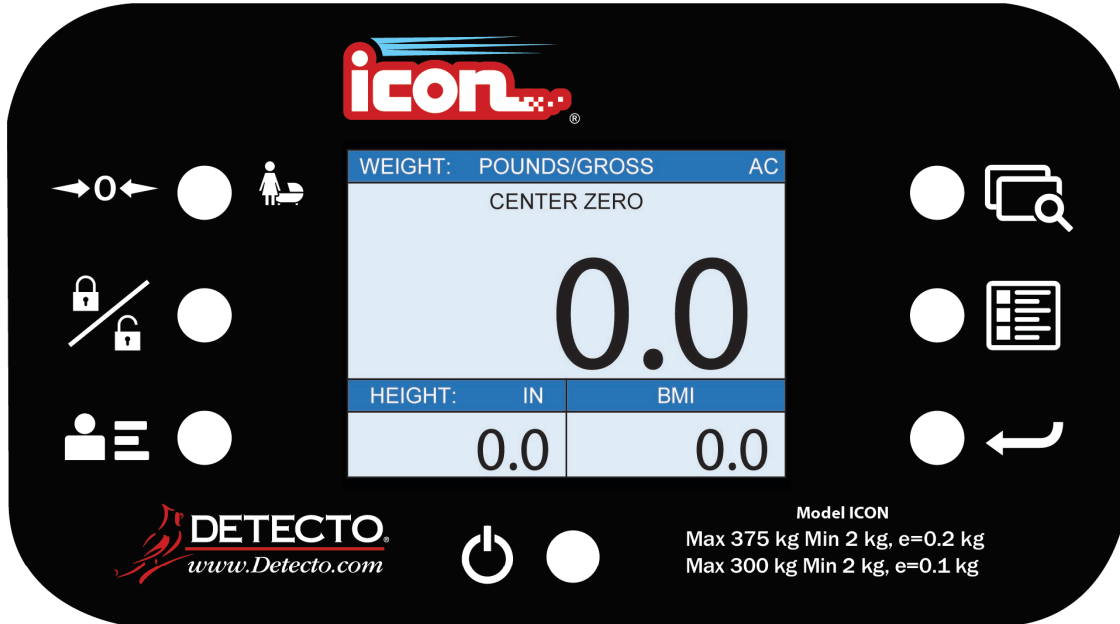 icon®
WEIGHT: POUNDS/GROSS AC
→0←
CENTER ZERO
0.0
HEIGHT: IN BMI
0.0 0.0
DETECTO®
www.Detecto.com
Model ICON
Max 375 kg Min 2 kg, e=0.2 kg
Max 300 kg Min 2 kg, e=0.1 kg